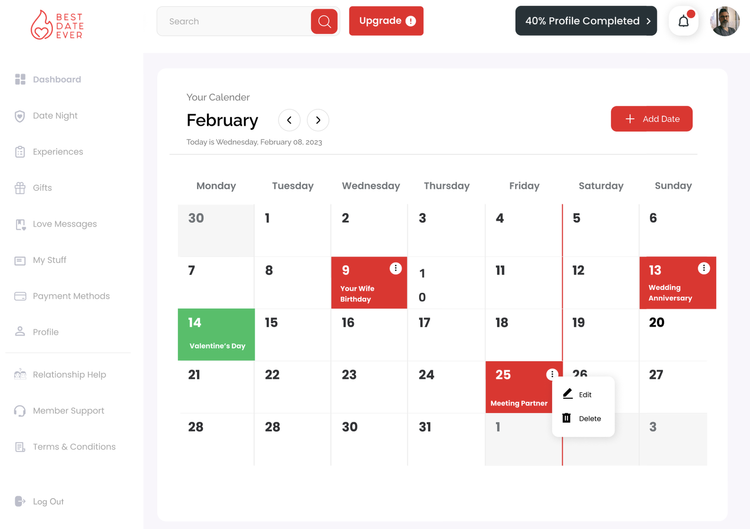 BEST
DATE
EVER
Search
Upgrade !
40% Profile Completed
Dashboard
Date Night
Experiences
Gifts
Love Messages
My Stuff
Payment Methods
Profile
Relationship Help
Member Support
Terms & Conditions
Log Out
Your Calender
February
Today is Wednesday, February 08, 2023
Add Date
Monday Tuesday Wednesday Thursday Friday Saturday Sunday
30 1 2 3 4 5 6
7 8 9 1 11 12 13
0
Your Wife
Birthday
Wedding
Anniversary
14 15 16 17 18 19 20
Valentine's Day
21 22 23 24 25 26 27
Meeting Partner
Edit
Delete
28 28 30 31 1 3